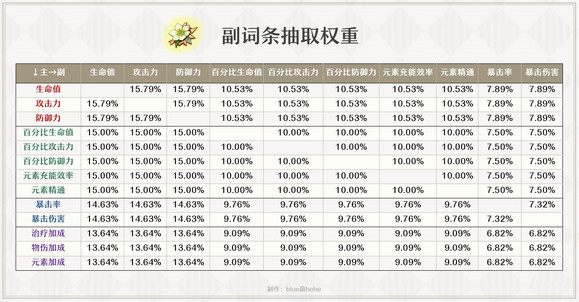 副词条抽取权重
↓主→副 生命值 攻击力 防御力 百分比生命值 百分比攻击力 百分比防御力 元素充能效率 元素精通 暴击率 暴击伤害
生命值 15.79% 15.79% 10.53% 10.53% 10.53% 10.53% 10.53% 7.89% 7.89%
攻击力 15.79% 15.79% 10.53% 10.53% 10.53% 10.53% 10.53% 7.89% 7.89%
防御力 15.79% 15.79% 10.53% 10.53% 10.53% 10.53% 10.53% 7.89% 7.89%
百分比生命值 15.00% 15.00% 15.00% 10.00% 10.00% 10.00% 10.00% 7.50% 7.50%
百分比攻击力 15.00% 15.00% 15.00% 10.00% 10.00% 10.00% 10.00% 7.50% 7.50%
百分比防御力 15.00% 15.00% 15.00% 10.00% 10.00% 10.00% 10.00% 7.50% 7.50%
元素充能效率 15.00% 15.00% 15.00% 10.00% 10.00% 10.00% 10.00% 7.50% 7.50%
元素精通 15.00% 15.00% 15.00% 10.00% 10.00% 10.00% 10.00% 7.50% 7.50%
暴击率 14.63% 14.63% 14.63% 9.76% 9.76% 9.76% 9.76% 9.76% 7.32%
暴击伤害 14.63% 14.63% 14.63% 9.76% 9.76% 9.76% 9.76% 9.76% 7.32%
治疗加成 13.64% 13.64% 13.64% 9.09% 9.09% 9.09% 9.09% 9.09% 6.82% 6.82%
物伤加成 13.64% 13.64% 13.64% 9.09% 9.09% 9.09% 9.09% 9.09% 6.82% 6.82%
元素加成 13.64% 13.64% 13.64% 9.09% 9.09% 9.09% 9.09% 9.09% 6.82% 6.82%